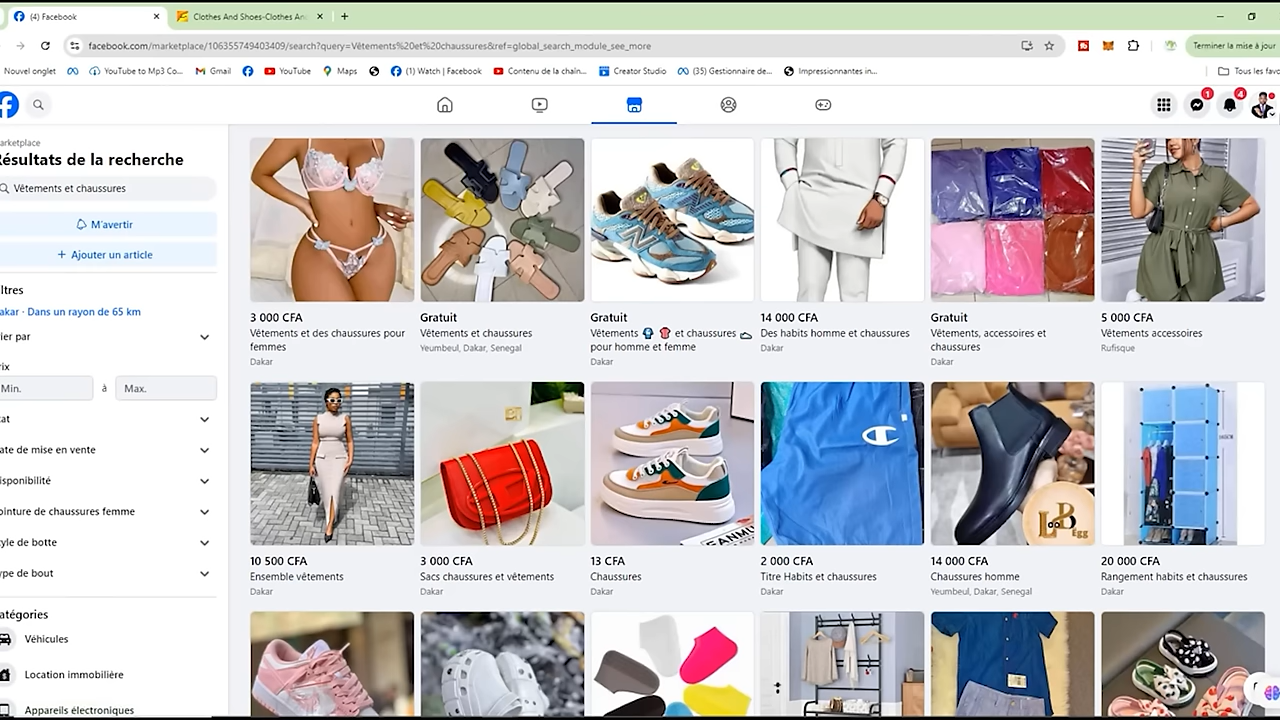 (4) Facebook
Clothes And Shoes-Clothes An
facebook.com/marketplace/106355749403409/search?query=Vêtements%20et%20chaussures&ref=global_search_module_see_more
Terminer la mise à jour
Nouvel onglet
YouTube to Mp3 Co...
Gmail
YouTube
Maps
(1) Watch | Facebook
Contenu de la chaîn...
Creator Studio
(35) Gestionnaire de...
Impressionnantes in...
Tous les favo
1
4
arketplace
Résultats de la recherche
Vêtements et chaussures
M'avertir
+ Ajouter un article
ltres
akar · Dans un rayon de 65 km
ier par
rix
Min.
à
Max.
tat
ate de mise en vente
isponibilité
ointure de chaussures femme
tyle de botte
ype de bout
atégories
Véhicules
Location immobilière
Appareils électroniques
3 000 CFA
Vêtements et des chaussures pour
femmes
Dakar
Gratuit
Vêtements et chaussures
Yeumbeul, Dakar, Senegal
Gratuit
Vêtements et chaussures
pour homme et femme
Dakar
14 000 CFA
Des habits homme et chaussures
Dakar
Gratuit
Vêtements, accessoires et
chaussures
Dakar
5 000 CFA
Vêtements accessoires
Rufisque
10 500 CFA
Ensemble vêtements
Dakar
3 000 CFA
Sacs chaussures et vêtements
Dakar
13 CFA
Chaussures
Dakar
2 000 CFA
Titre Habits et chaussures
Dakar
14 000 CFA
Chaussures homme
Yeumbeul, Dakar, Senegal
20 000 CFA
Rangement habits et chaussures
Dakar